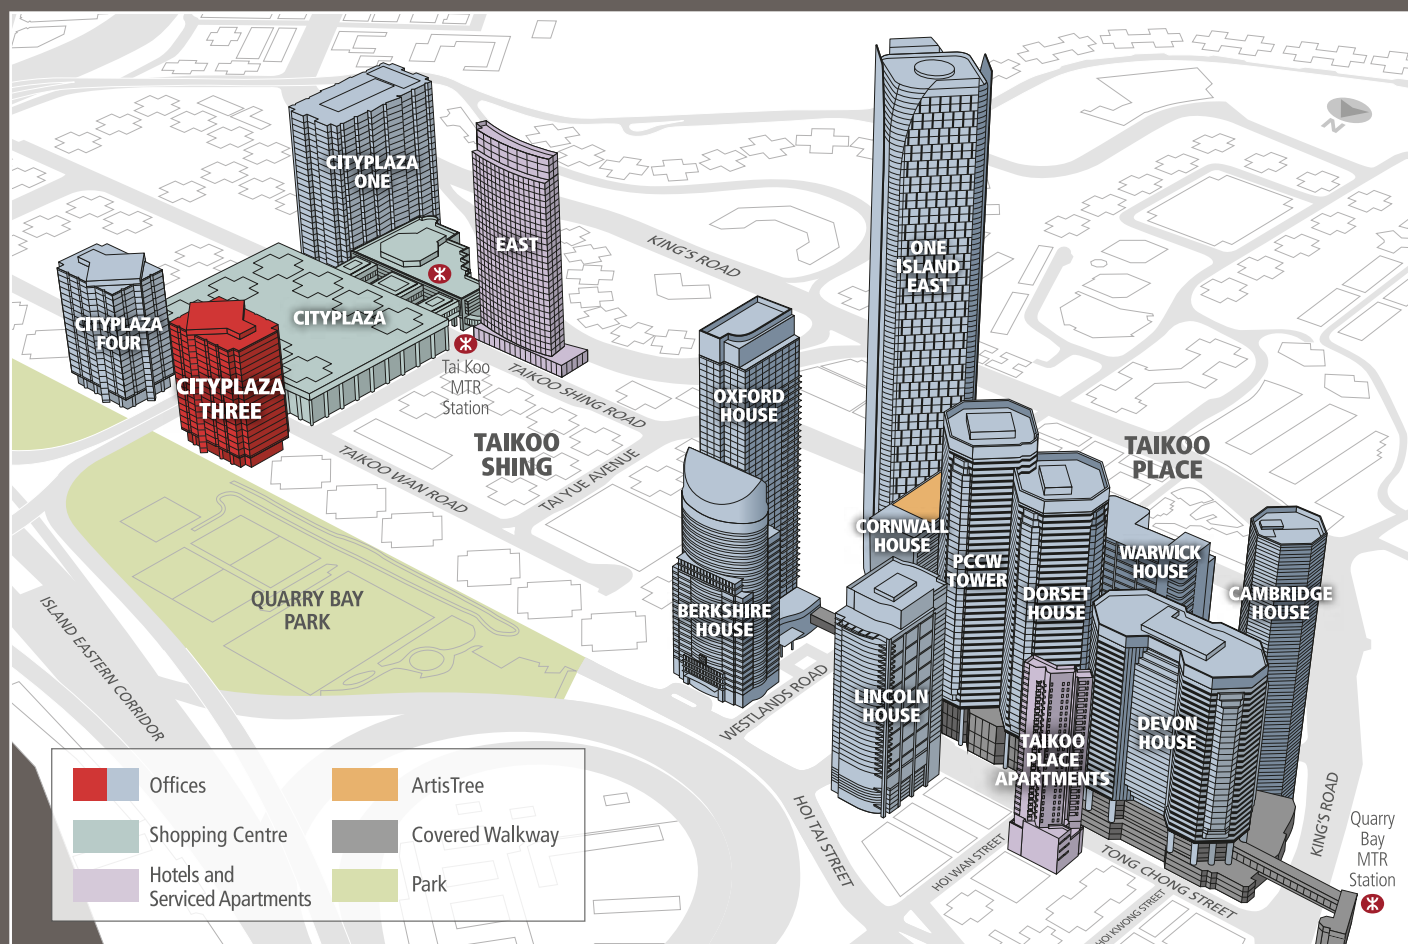 CITYPLAZA
ONE
EAST
CITYPLAZA
CITYPLAZA
FOUR
CITYPLAZA
THREE
Tai Koo
MTR
Station
KING'S ROAD
N
ONE
ISLAND
EAST
TAIKOO SHING ROAD
TAIKOO
SHING
TAIKOO WAN ROAD
TAI YUE AVENUE
OXFORD
HOUSE
TAIKOO
PLACE
CORNWALL
HOUSE
PCCW
TOWER
DORSET
HOUSE
WARWICK
HOUSE
CAMBRIDGE
HOUSE
BERKSHIRE
HOUSE
QUARRY BAY
PARK
ISLAND EASTERN CORRIDOR
WESTLANDS ROAD
LINCOLN
HOUSE
DEVON
HOUSE
TAIKOO
PLACE
APARTMENTS
HOI TAI STREET
HOI WAN STREET
TONG CHONG STREET
HOI KWONG STREET
KING'S ROAD
Quarry
Bay
MTR
Station
Offices
Shopping Centre
Hotels and
Serviced Apartments
ArtisTree
Covered Walkway
Park